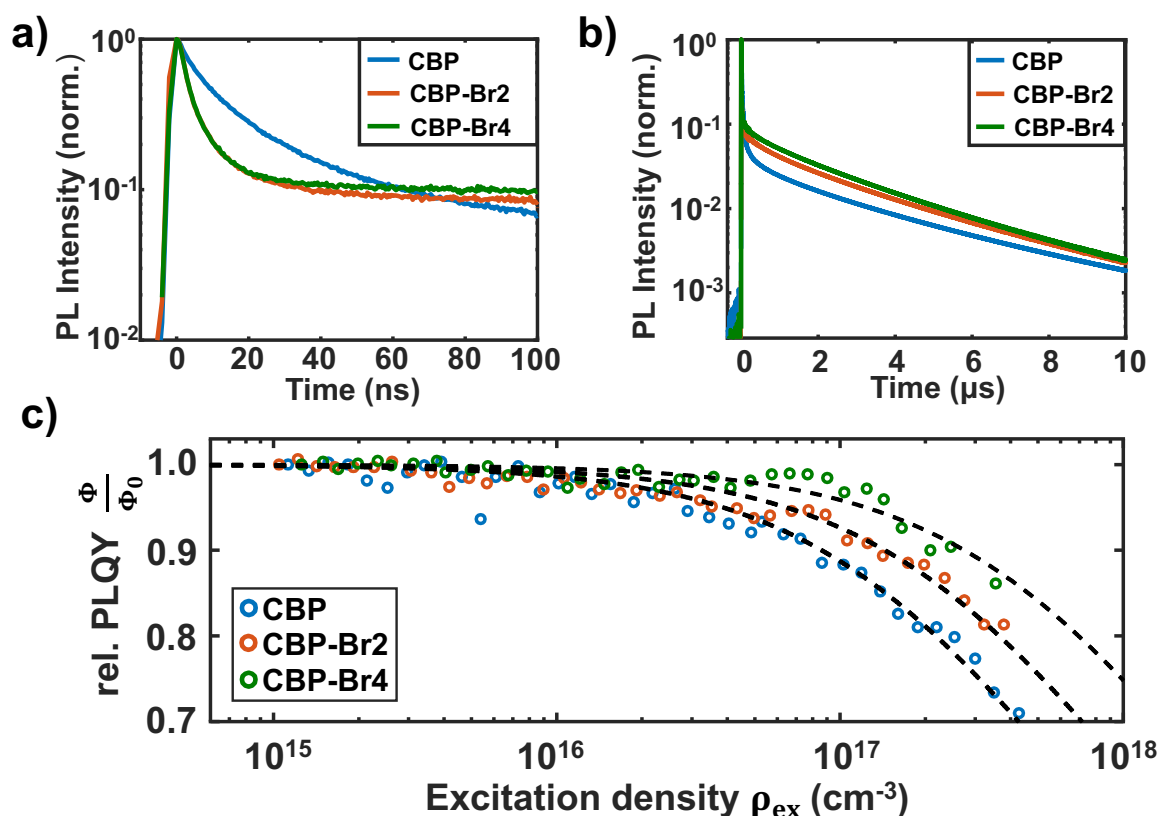 a)
PL Intensity (norm.)
10⁰
10⁻¹
10⁻²
CBP
CBP-Br2
CBP-Br4
0 20 40 60 80 100
Time (ns)
b)
PL Intensity (norm.)
10⁰
10⁻¹
10⁻²
10⁻³
CBP
CBP-Br2
CBP-Br4
0 2 4 6 8 10
Time (µs)
c)
rel. PLQY Φ/Φ₀
1.0
0.9
0.8
0.7
CBP
CBP-Br2
CBP-Br4
10¹⁵ 10¹⁶ 10¹⁷ 10¹⁸
Excitation density ρₑₓ (cm⁻³)